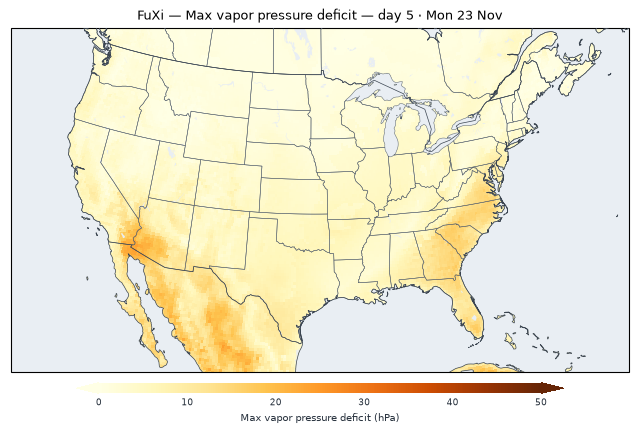 FuXi — Max vapor pressure deficit — day 5 · Mon 23 Nov
0 10 20 30 40 50
Max vapor pressure deficit (hPa)